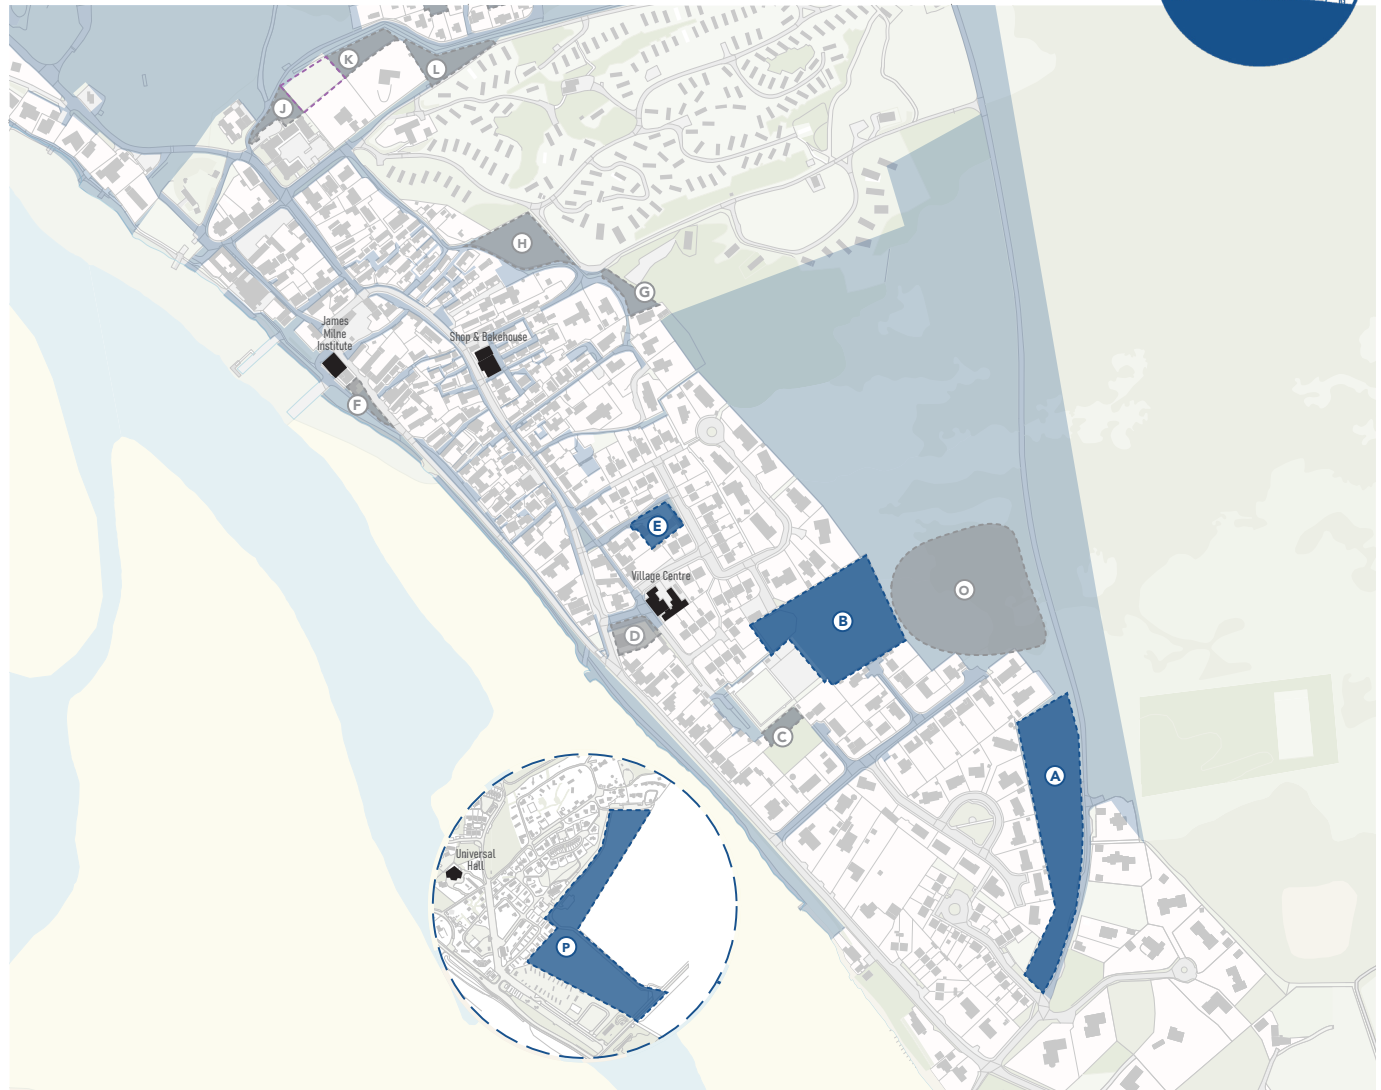 K
L
J
H
G
James
Milne
Institute
Shop & Bakehouse
F
E
Village Centre
O
B
D
C
A
Universal
Hall
P